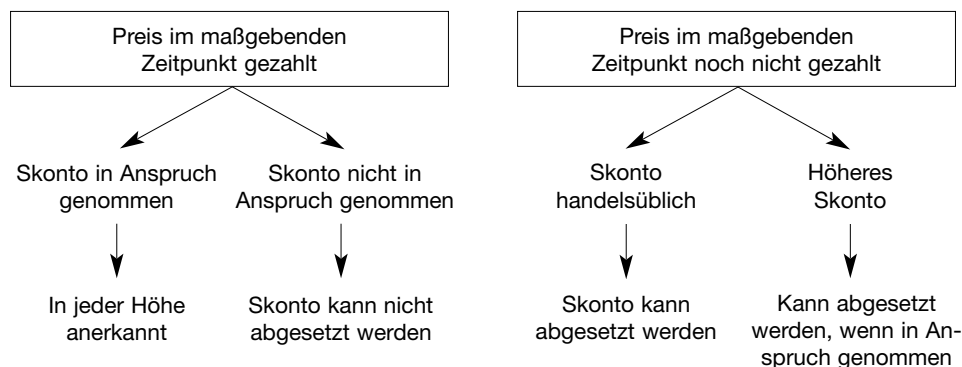 Preis im maßgebenden
Zeitpunkt gezahlt
Skonto in Anspruch
genommen
In jeder Höhe
anerkannt
Skonto nicht in
Anspruch genommen
Skonto kann nicht
abgesetzt werden
Preis im maßgebenden
Zeitpunkt noch nicht gezahlt
Skonto
handelsüblich
Skonto kann
abgesetzt werden
Höheres
Skonto
Kann abgesetzt
werden, wenn in An-
spruch genommen